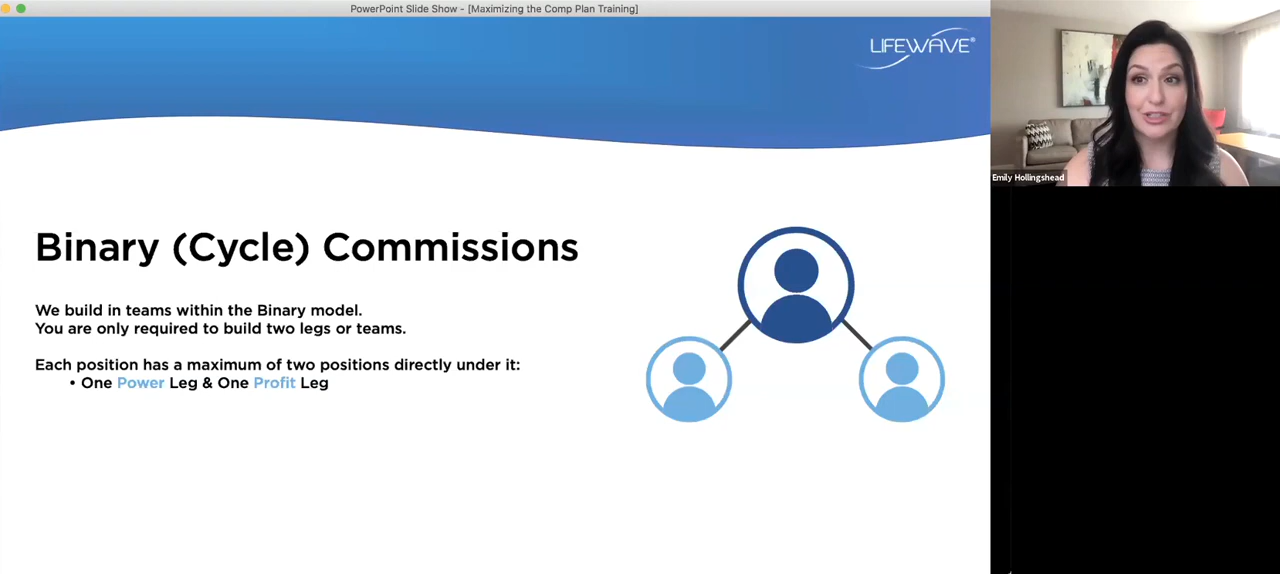 PowerPoint Slide Show - [Maximizing the Comp Plan Training]
LIFEWAVE®
Emily Hollingshead
Binary (Cycle) Commissions
We build in teams within the Binary model.
You are only required to build two legs or teams.
Each position has a maximum of two positions directly under it:
• One Power Leg & One Profit Leg